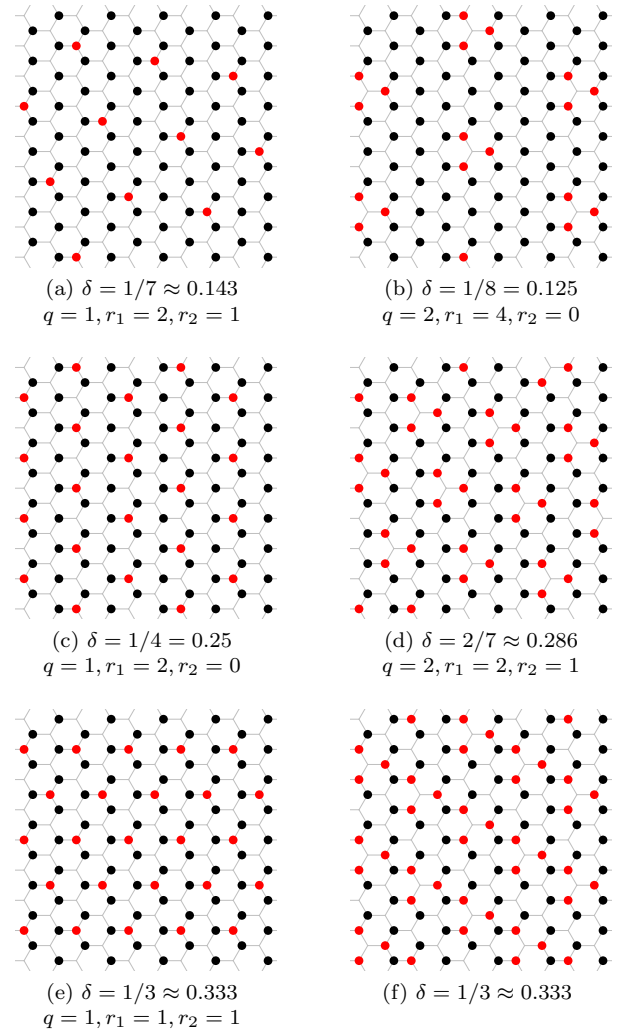 (a) δ = 1/7 ≈ 0.143
q = 1, r₁ = 2, r₂ = 1
(b) δ = 1/8 = 0.125
q = 2, r₁ = 4, r₂ = 0
(c) δ = 1/4 = 0.25
q = 1, r₁ = 2, r₂ = 0
(d) δ = 2/7 ≈ 0.286
q = 2, r₁ = 2, r₂ = 1
(e) δ = 1/3 ≈ 0.333
q = 1, r₁ = 1, r₂ = 1
(f) δ = 1/3 ≈ 0.333